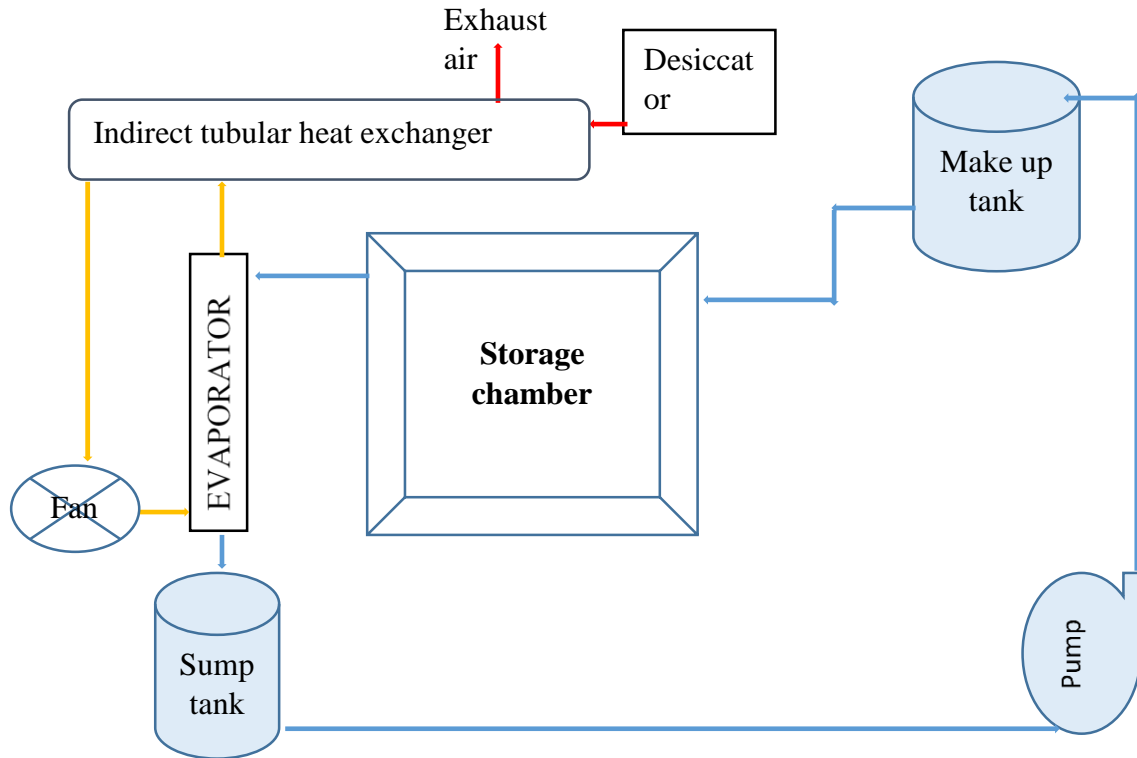 Exhaust
air
Desiccat
or
Indirect tubular heat exchanger
Make up
tank
EVAPORATOR
Storage
chamber
Fan
Sump
tank
Pump